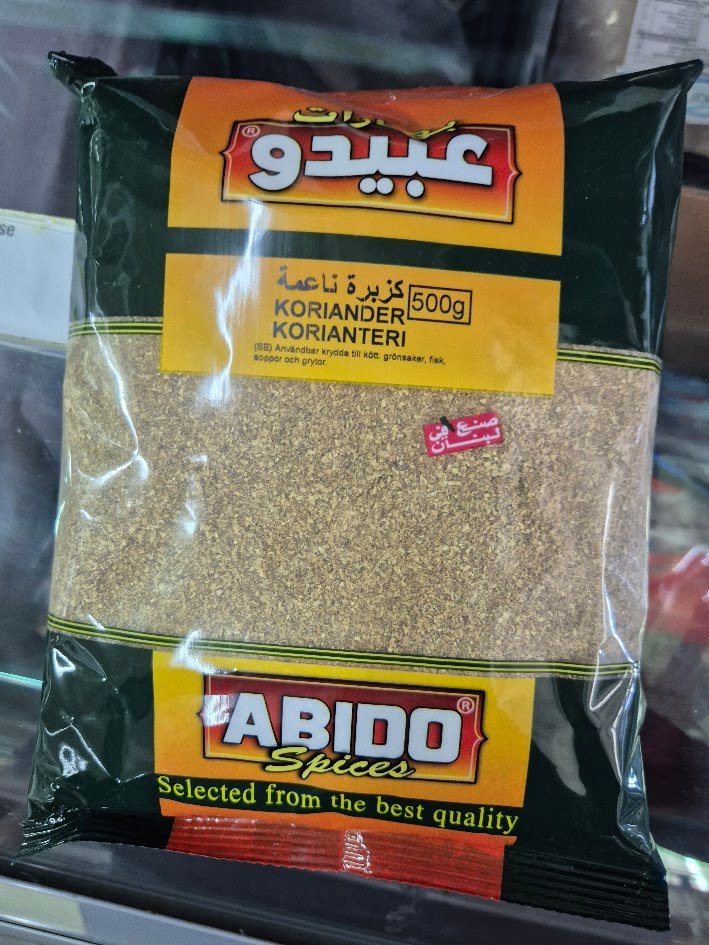 بهارات
عبيدو ®
كزبرة ناعمة
KORIANDER
500g
KORIANTERI
(SE) Användbar krydda till kött, grönsaker, fisk,
soppor och grytor.
صنع في
لبنان
ABIDO ®
Spices
Selected from the best quality